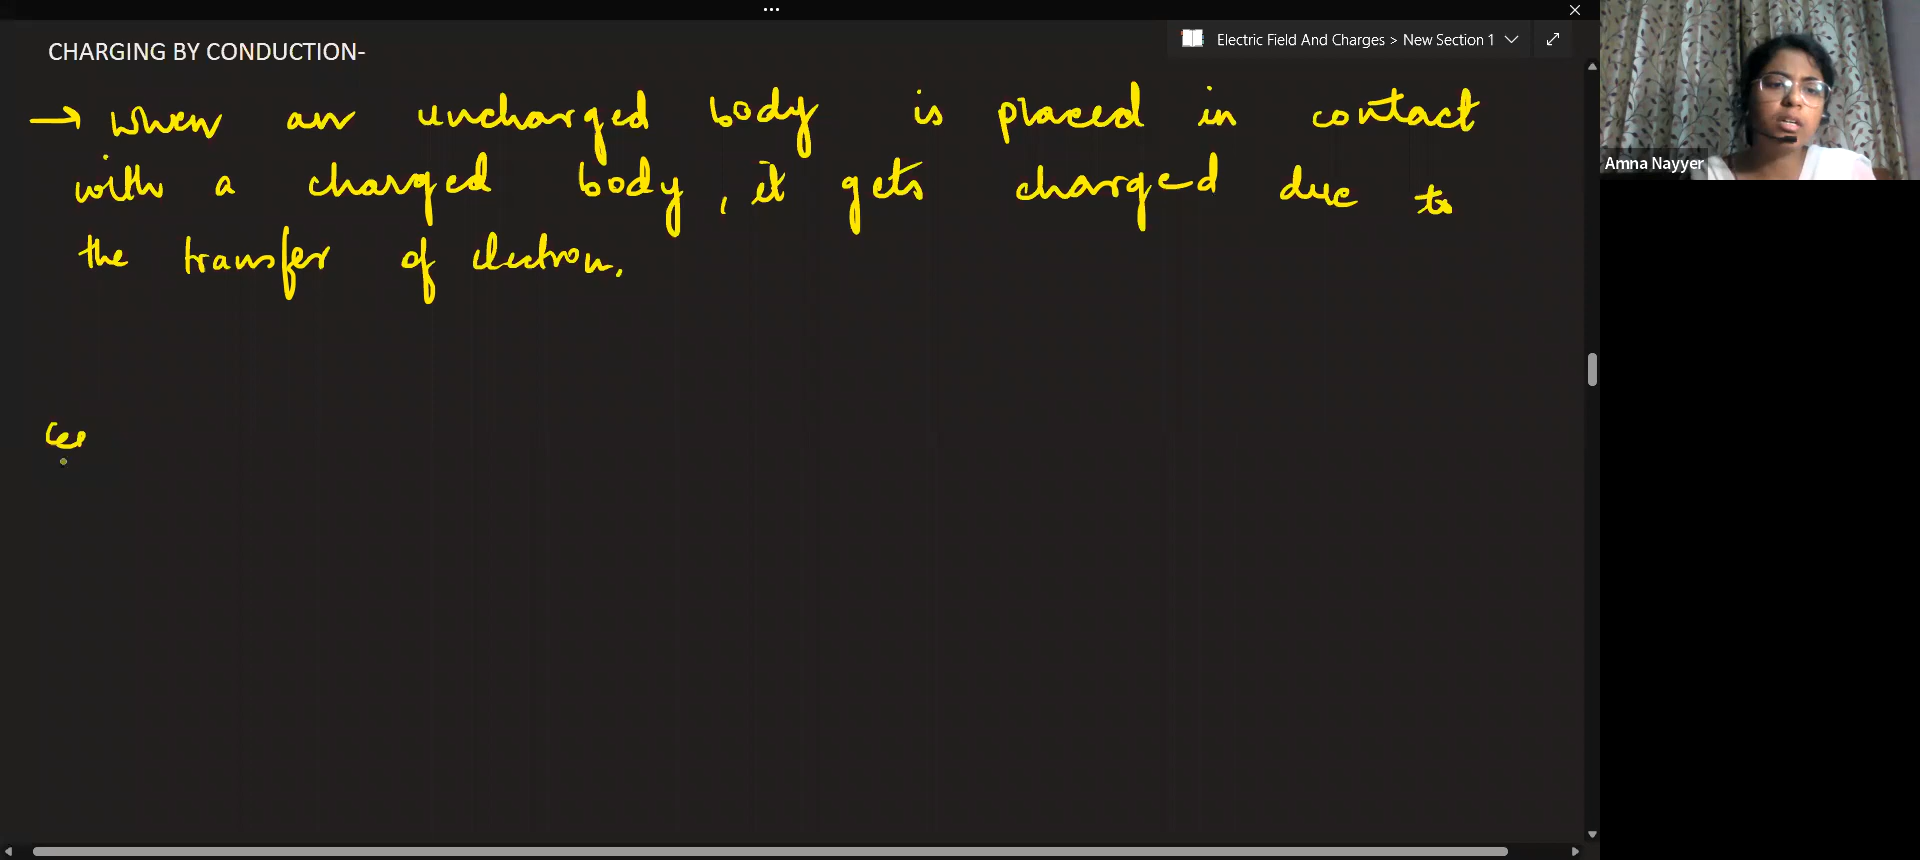 CHARGING BY CONDUCTION-
Electric Field And Charges > New Section 1
→ When an uncharged body is placed in contact
with a charged body, it gets charged due to
the transfer of electron.
Amna Nayyer